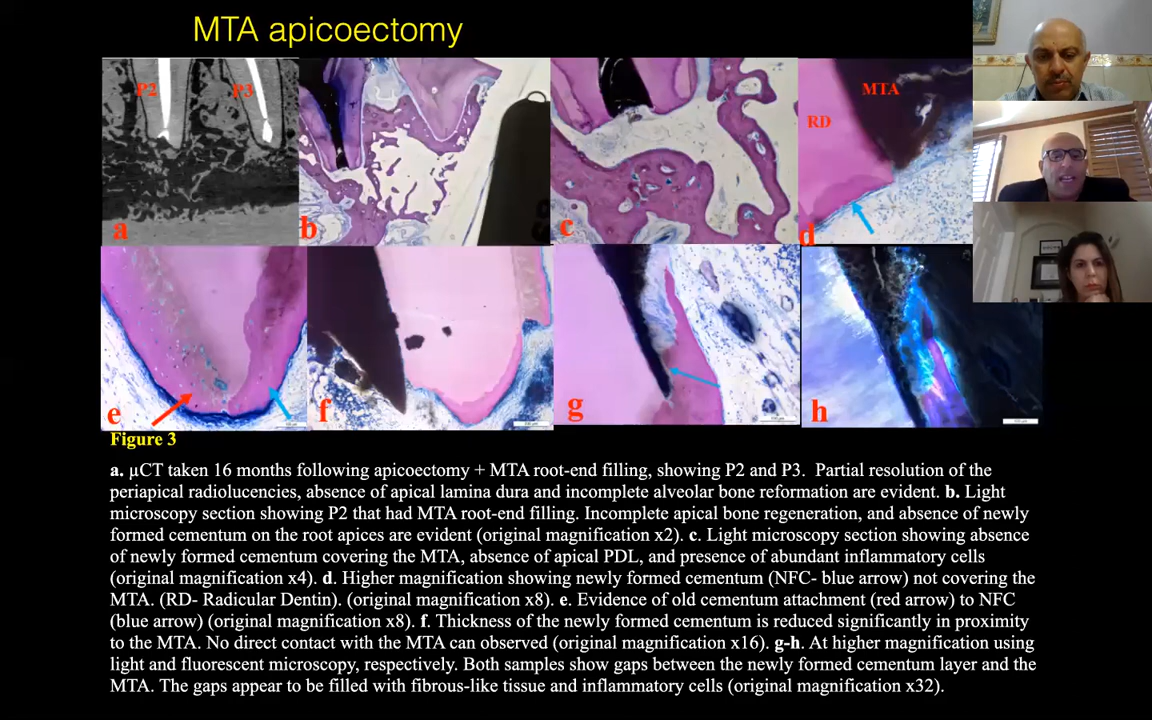 MTA apicoectomy
P2
P3
MTA
RD
a
b
c
d
e
f
g
h
Figure 3
a. µCT taken 16 months following apicoectomy + MTA root-end filling, showing P2 and P3. Partial resolution of the
periapical radiolucencies, absence of apical lamina dura and incomplete alveolar bone reformation are evident. b. Light
microscopy section showing P2 that had MTA root-end filling. Incomplete apical bone regeneration, and absence of newly
formed cementum on the root apices are evident (original magnification x2). c. Light microscopy section showing absence
of newly formed cementum covering the MTA, absence of apical PDL, and presence of abundant inflammatory cells
(original magnification x4). d. Higher magnification showing newly formed cementum (NFC- blue arrow) not covering the
MTA. (RD- Radicular Dentin). (original magnification x8). e. Evidence of old cementum attachment (red arrow) to NFC
(blue arrow) (original magnification x8). f. Thickness of the newly formed cementum is reduced significantly in proximity
to the MTA. No direct contact with the MTA can observed (original magnification x16). g-h. At higher magnification using
light and fluorescent microscopy, respectively. Both samples show gaps between the newly formed cementum layer and the
MTA. The gaps appear to be filled with fibrous-like tissue and inflammatory cells (original magnification x32).